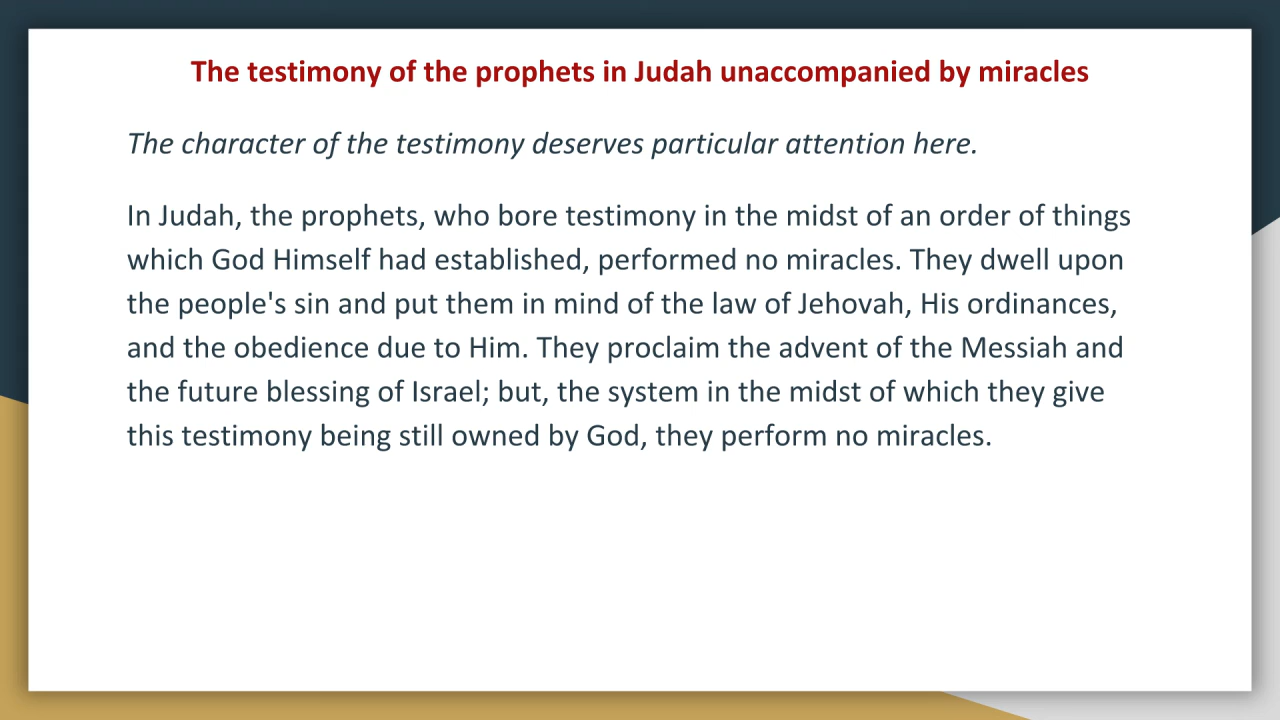 The testimony of the prophets in Judah unaccompanied by miracles
The character of the testimony deserves particular attention here.
In Judah, the prophets, who bore testimony in the midst of an order of things
which God Himself had established, performed no miracles. They dwell upon
the people's sin and put them in mind of the law of Jehovah, His ordinances,
and the obedience due to Him. They proclaim the advent of the Messiah and
the future blessing of Israel; but, the system in the midst of which they give
this testimony being still owned by God, they perform no miracles.